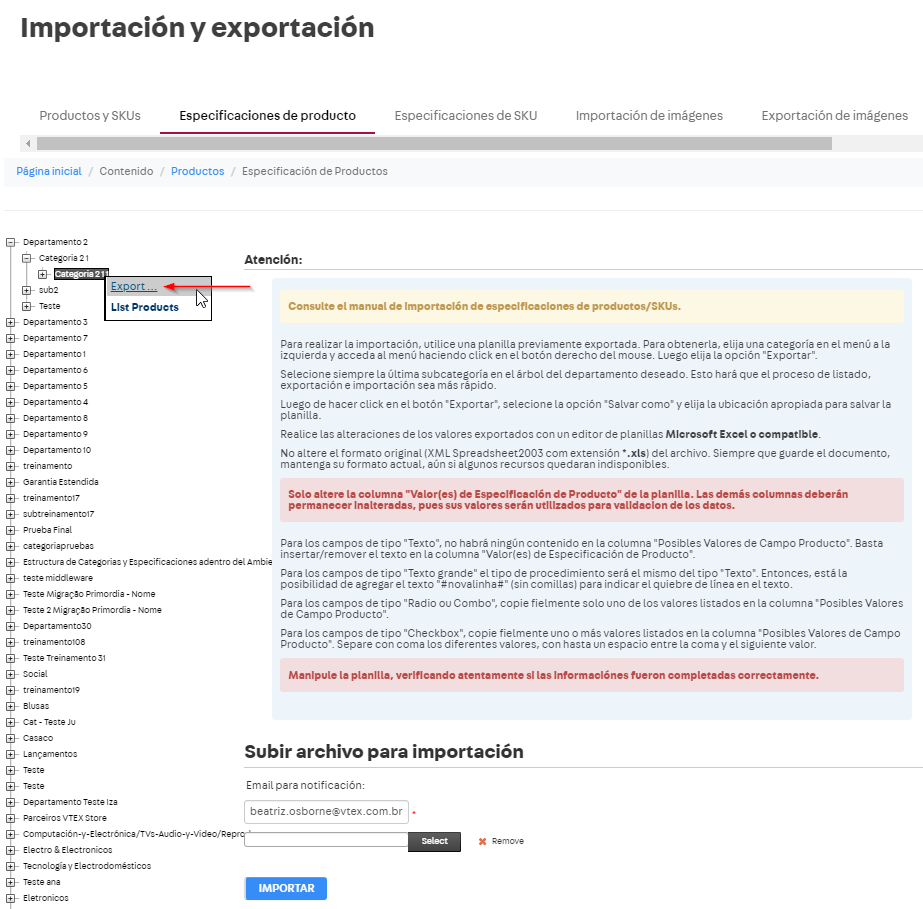 Importación y exportación
Productos y SKUs Especificaciones de producto Especificaciones de SKU Importación de imágenes Exportación de imágenes
Página inicial / Contenido / Productos / Especificación de Productos
Departamento 2
Categoria 2 1
Categoria 2 1 1
Export ...
List Products
sub2
Teste
Departamento 3
Departamento 7
Departamento 1
Departamento 6
Departamento 5
Departamento 4
Departamento 8
Departamento 9
Departamento 10
treinamento
Garantia Estendida
treinamento17
subtreinamento17
Prueba Final
categoriapruebas
Estructura de Categorias y Especificaciones adentro del Ambie
teste middleware
Teste Migração Primordia - Nome
Teste 2 Migração Primordia - Nome
Departamento30
treinamento108
Teste Treinamento 31
Social
treinamento19
Blusas
Cat - Teste Ju
Casaco
Lançamentos
Teste
Teste
Departamento Teste Iza
Parceiros VTEX Store
Computación-y-Electrónica/TVs-Audio-y-Video/Reprod
Electro & Electronicos
Tecnología y Electrodomésticos
Teste ana
Eletronicos
Atención:
Consulte el manual de importación de especificaciones de productos/SKUs.
Para realizar la importación, utilice una planilla previamente exportada. Para obtenerla, elija una categoría en el menú a la
izquierda y acceda al menú haciendo click en el botón derecho del mouse. Luego elija la opción "Exportar".
Selecione siempre la última subcategoría en el árbol del departamento deseado. Esto hará que el proceso de listado,
exportación e importación sea más rápido.
Luego de hacer click en el botón "Exportar", selecione la opción "Salvar como" y elija la ubicación apropiada para salvar la
planilla.
Realice las alteraciones de los valores exportados con un editor de planillas Microsoft Excel o compatible.
No altere el formato original (XML Spreadsheet2003 com extensión *.xls) del archivo. Siempre que guarde el documento,
mantenga su formato actual, aún si algunos recursos quedaran indisponibles.
Solo altere la columna "Valor(es) de Especificación de Producto" de la planilla. Las demás columnas deberán
permanecer inalteradas, pues sus valores serán utilizados para validacion de los datos.
Para los campos de tipo "Texto", no habrá ningún contenido en la columna "Posibles Valores de Campo Producto". Basta
insertar/remover el texto en la columna "Valor(es) de Especificación de Producto".
Para los campos de tipo "Texto grande" el tipo de procedimiento será el mismo del tipo "Texto". Entonces, está la
posibilidad de agregar el texto "#novalinha#" (sin comillas) para indicar el quiebre de línea en el texto.
Para los campos de tipo "Radio ou Combo", copie fielmente solo uno de los valores listados en la columna "Posibles Valores
de Campo Producto".
Para los campos de tipo "Checkbox", copie fielmente uno o más valores listados en la columna "Posibles Valores de Campo
Producto". Separe con coma los diferentes valores, con hasta un espacio entre la coma y el siguiente valor.
Manipule la planilla, verificando atentamente si las informaciónes fueron completadas correctamente.
Subir archivo para importación
Email para notificación:
beatriz.osborne@vtex.com.br *
Select Remove
IMPORTAR